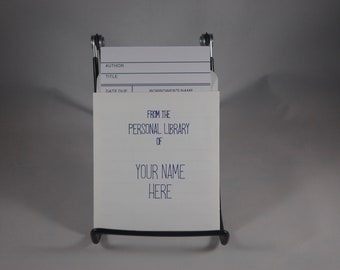 AUTHOR
TITLE
DATE DUE BORROWER'S NAME
FROM THE
PERSONAL LIBRARY
OF
YOUR NAME
HERE